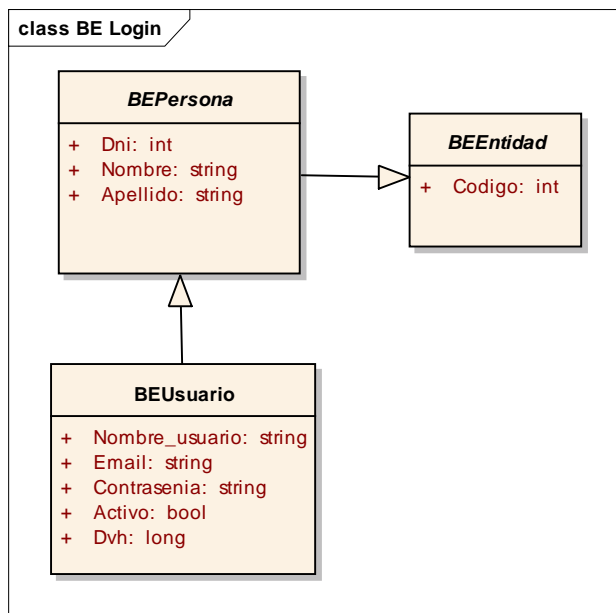 class BE Login
BEPersona
+ Dni: int
+ Nombre: string
+ Apellido: string
BEEntidad
+ Codigo: int
BEUsuario
+ Nombre_usuario: string
+ Email: string
+ Contrasenia: string
+ Activo: bool
+ Dvh: long